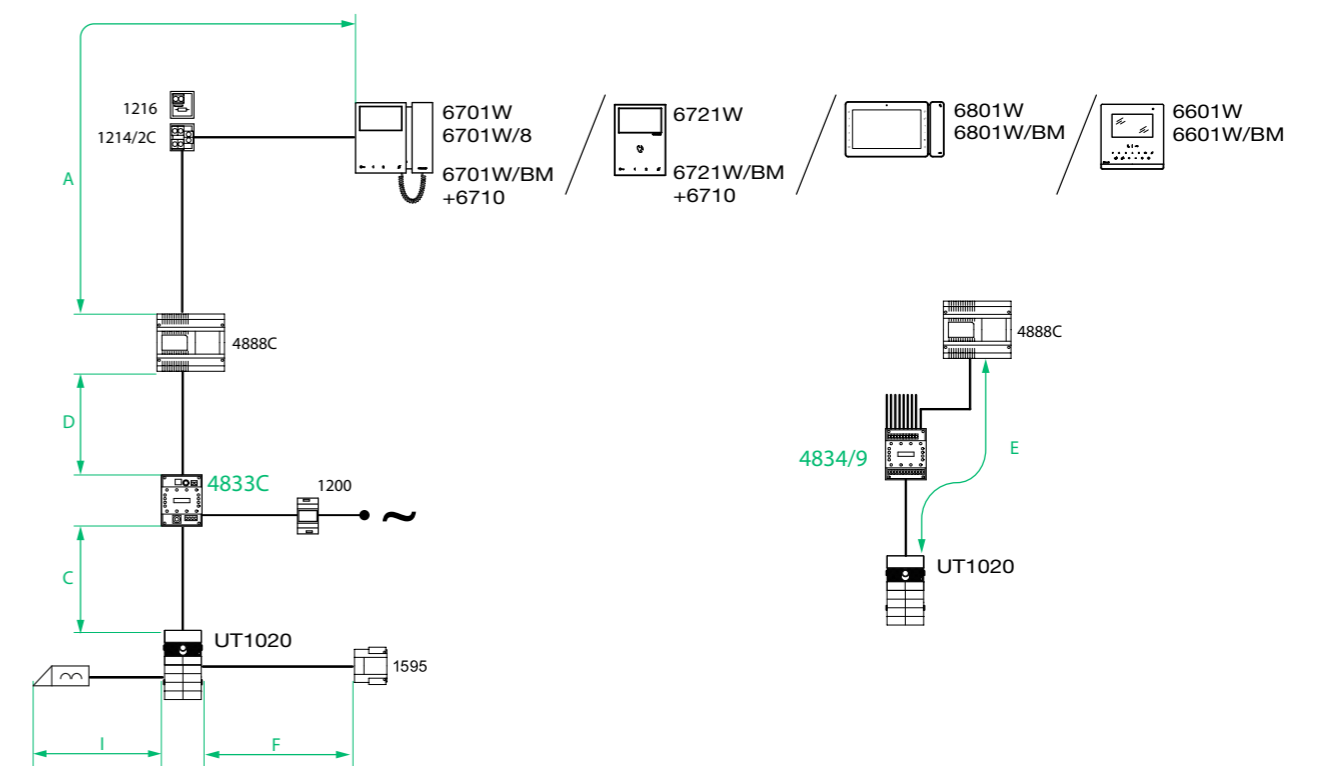 1216
1214/2C
A
6701W
6701W/8
6701W/BM
+6710
6721W
6721W/BM
+6710
6801W
6801W/BM
6601W
6601W/BM
4888C
D
4833C
1200
~
C
UT1020
1595
I
F
4888C
4834/9
E
UT1020